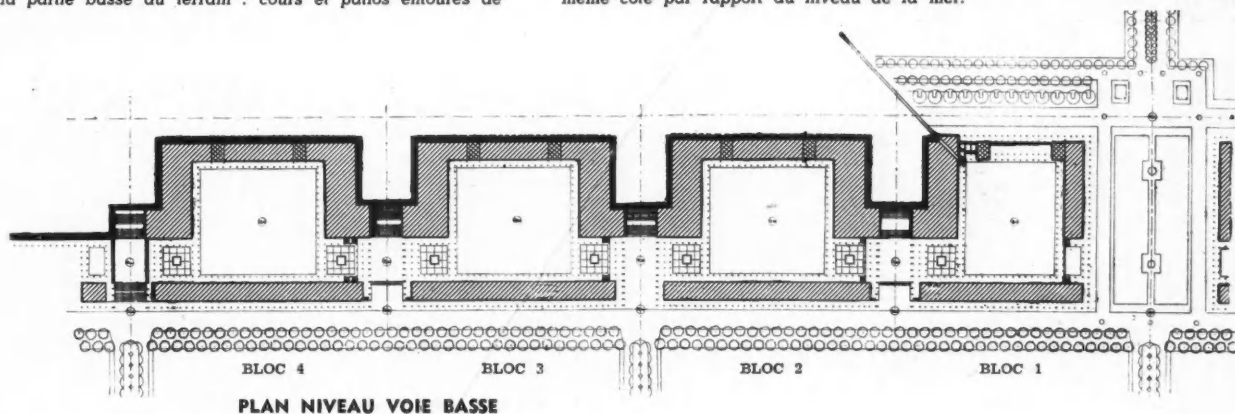 la partie basse du terrain : cours et patios entourés de
même cote par rapport au niveau de la mer.
BLOC 4
BLOC 3
BLOC 2
BLOC 1
PLAN NIVEAU VOIE BASSE